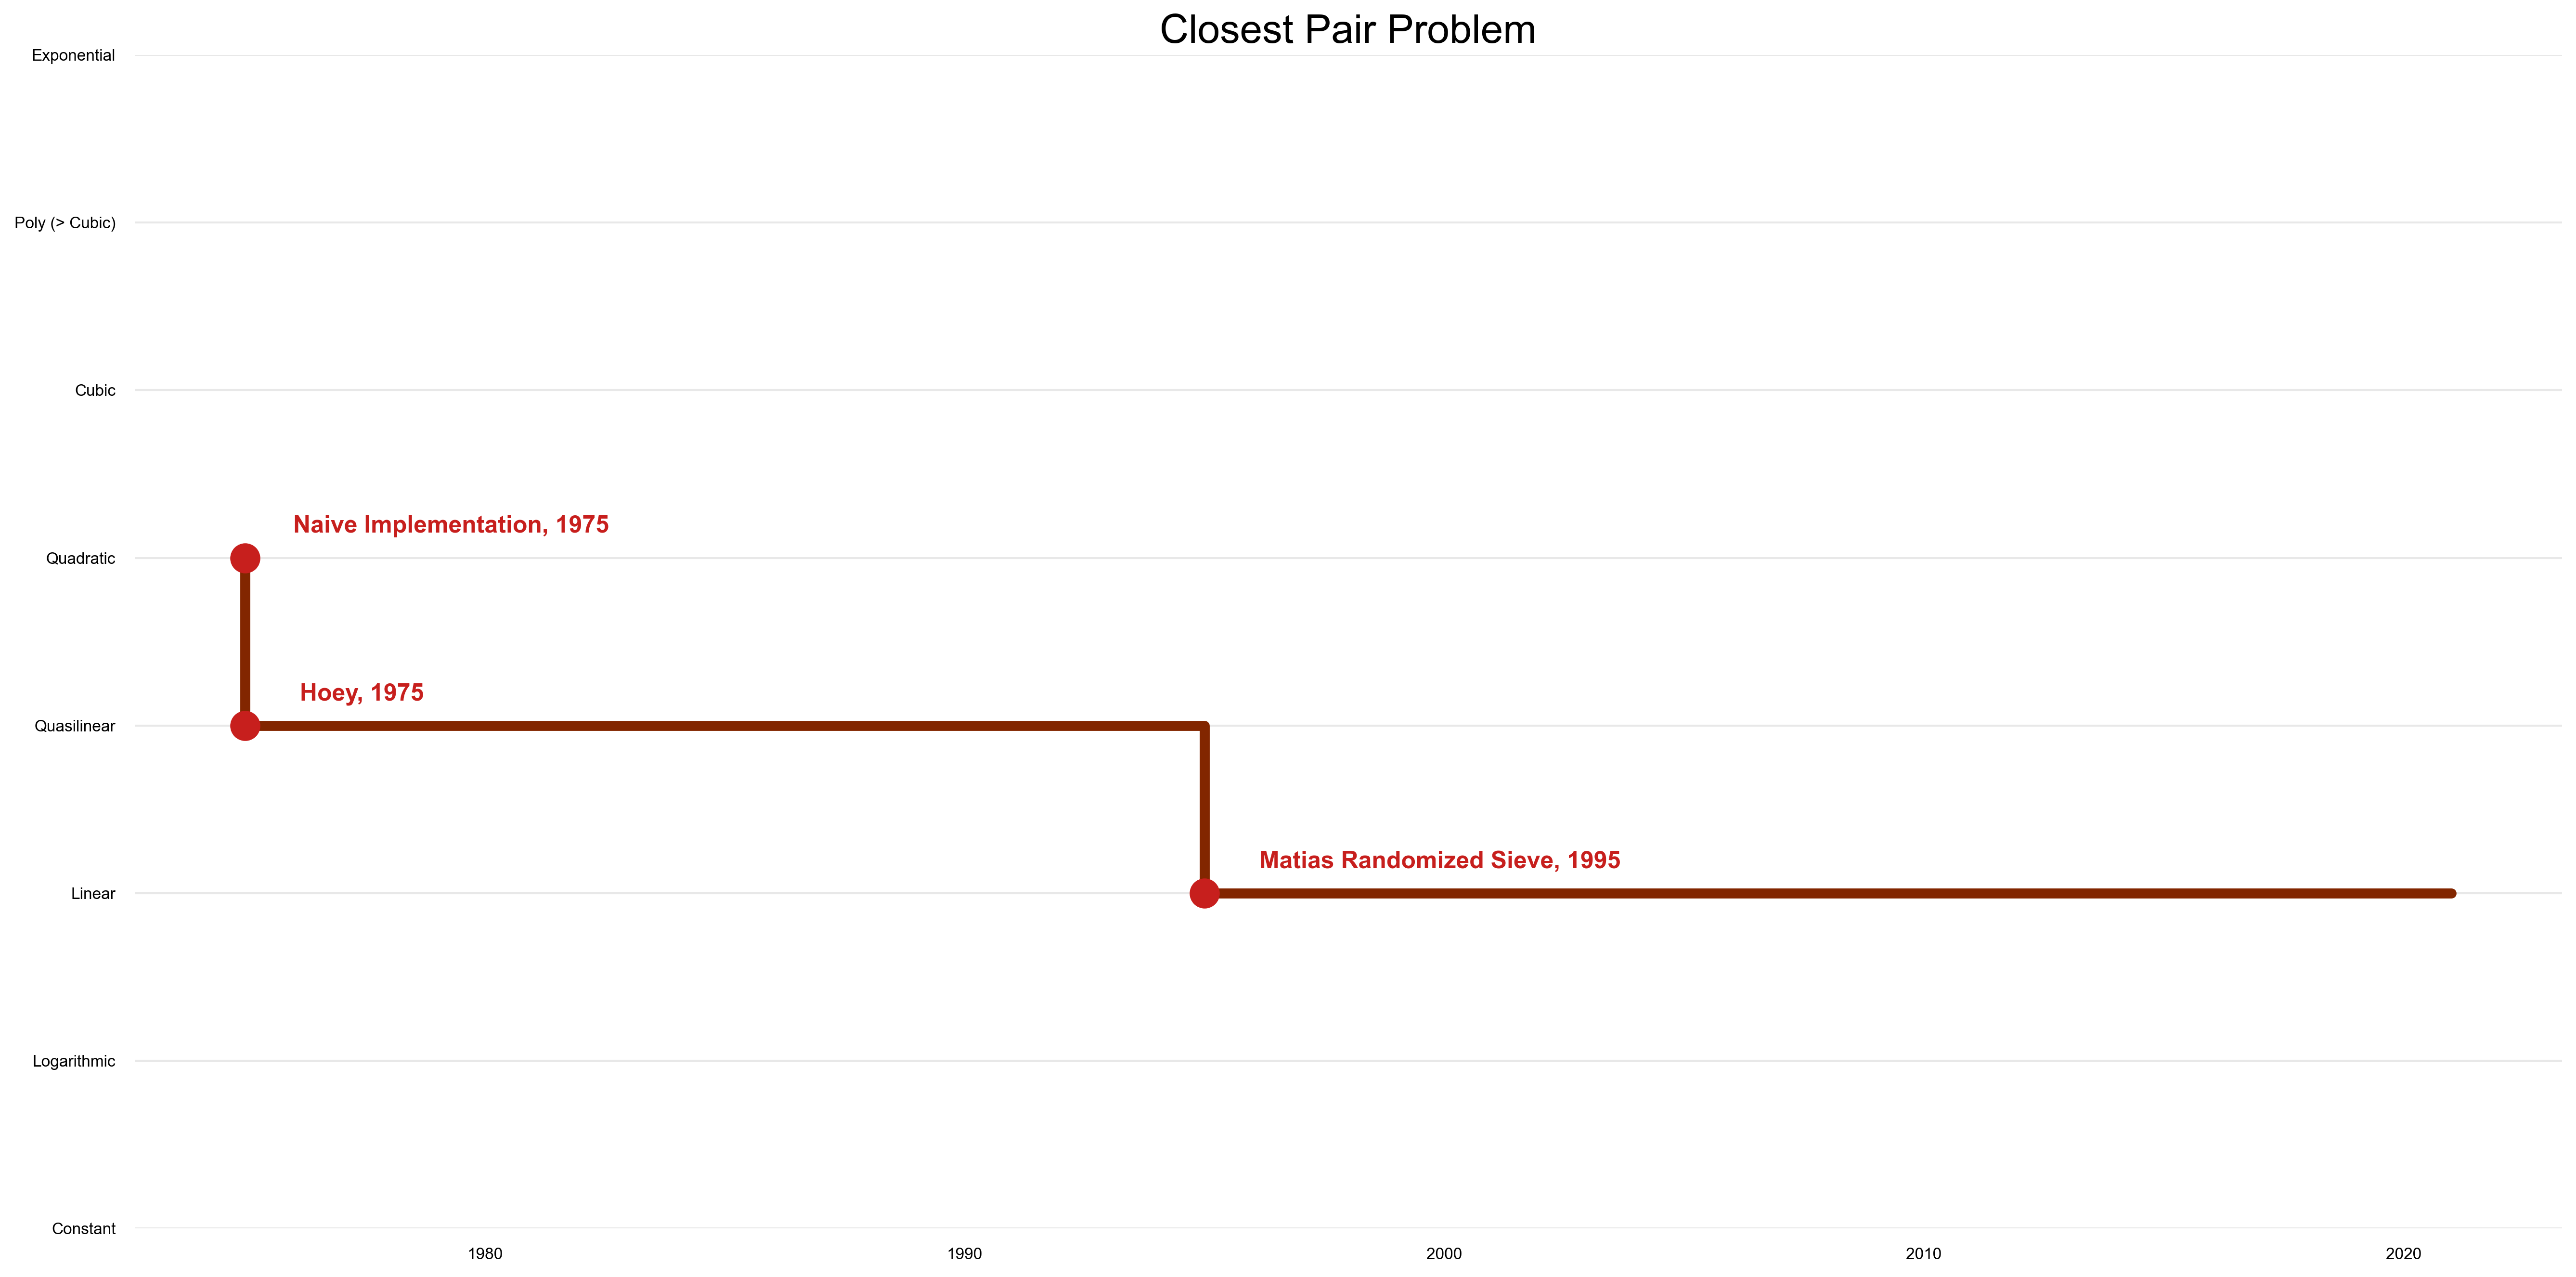 Closest Pair Problem
Exponential
Poly (> Cubic)
Cubic
Naive Implementation, 1975
Quadratic
Hoey, 1975
Quasilinear
Matias Randomized Sieve, 1995
Linear
Logarithmic
Constant
1980 1990 2000 2010 2020